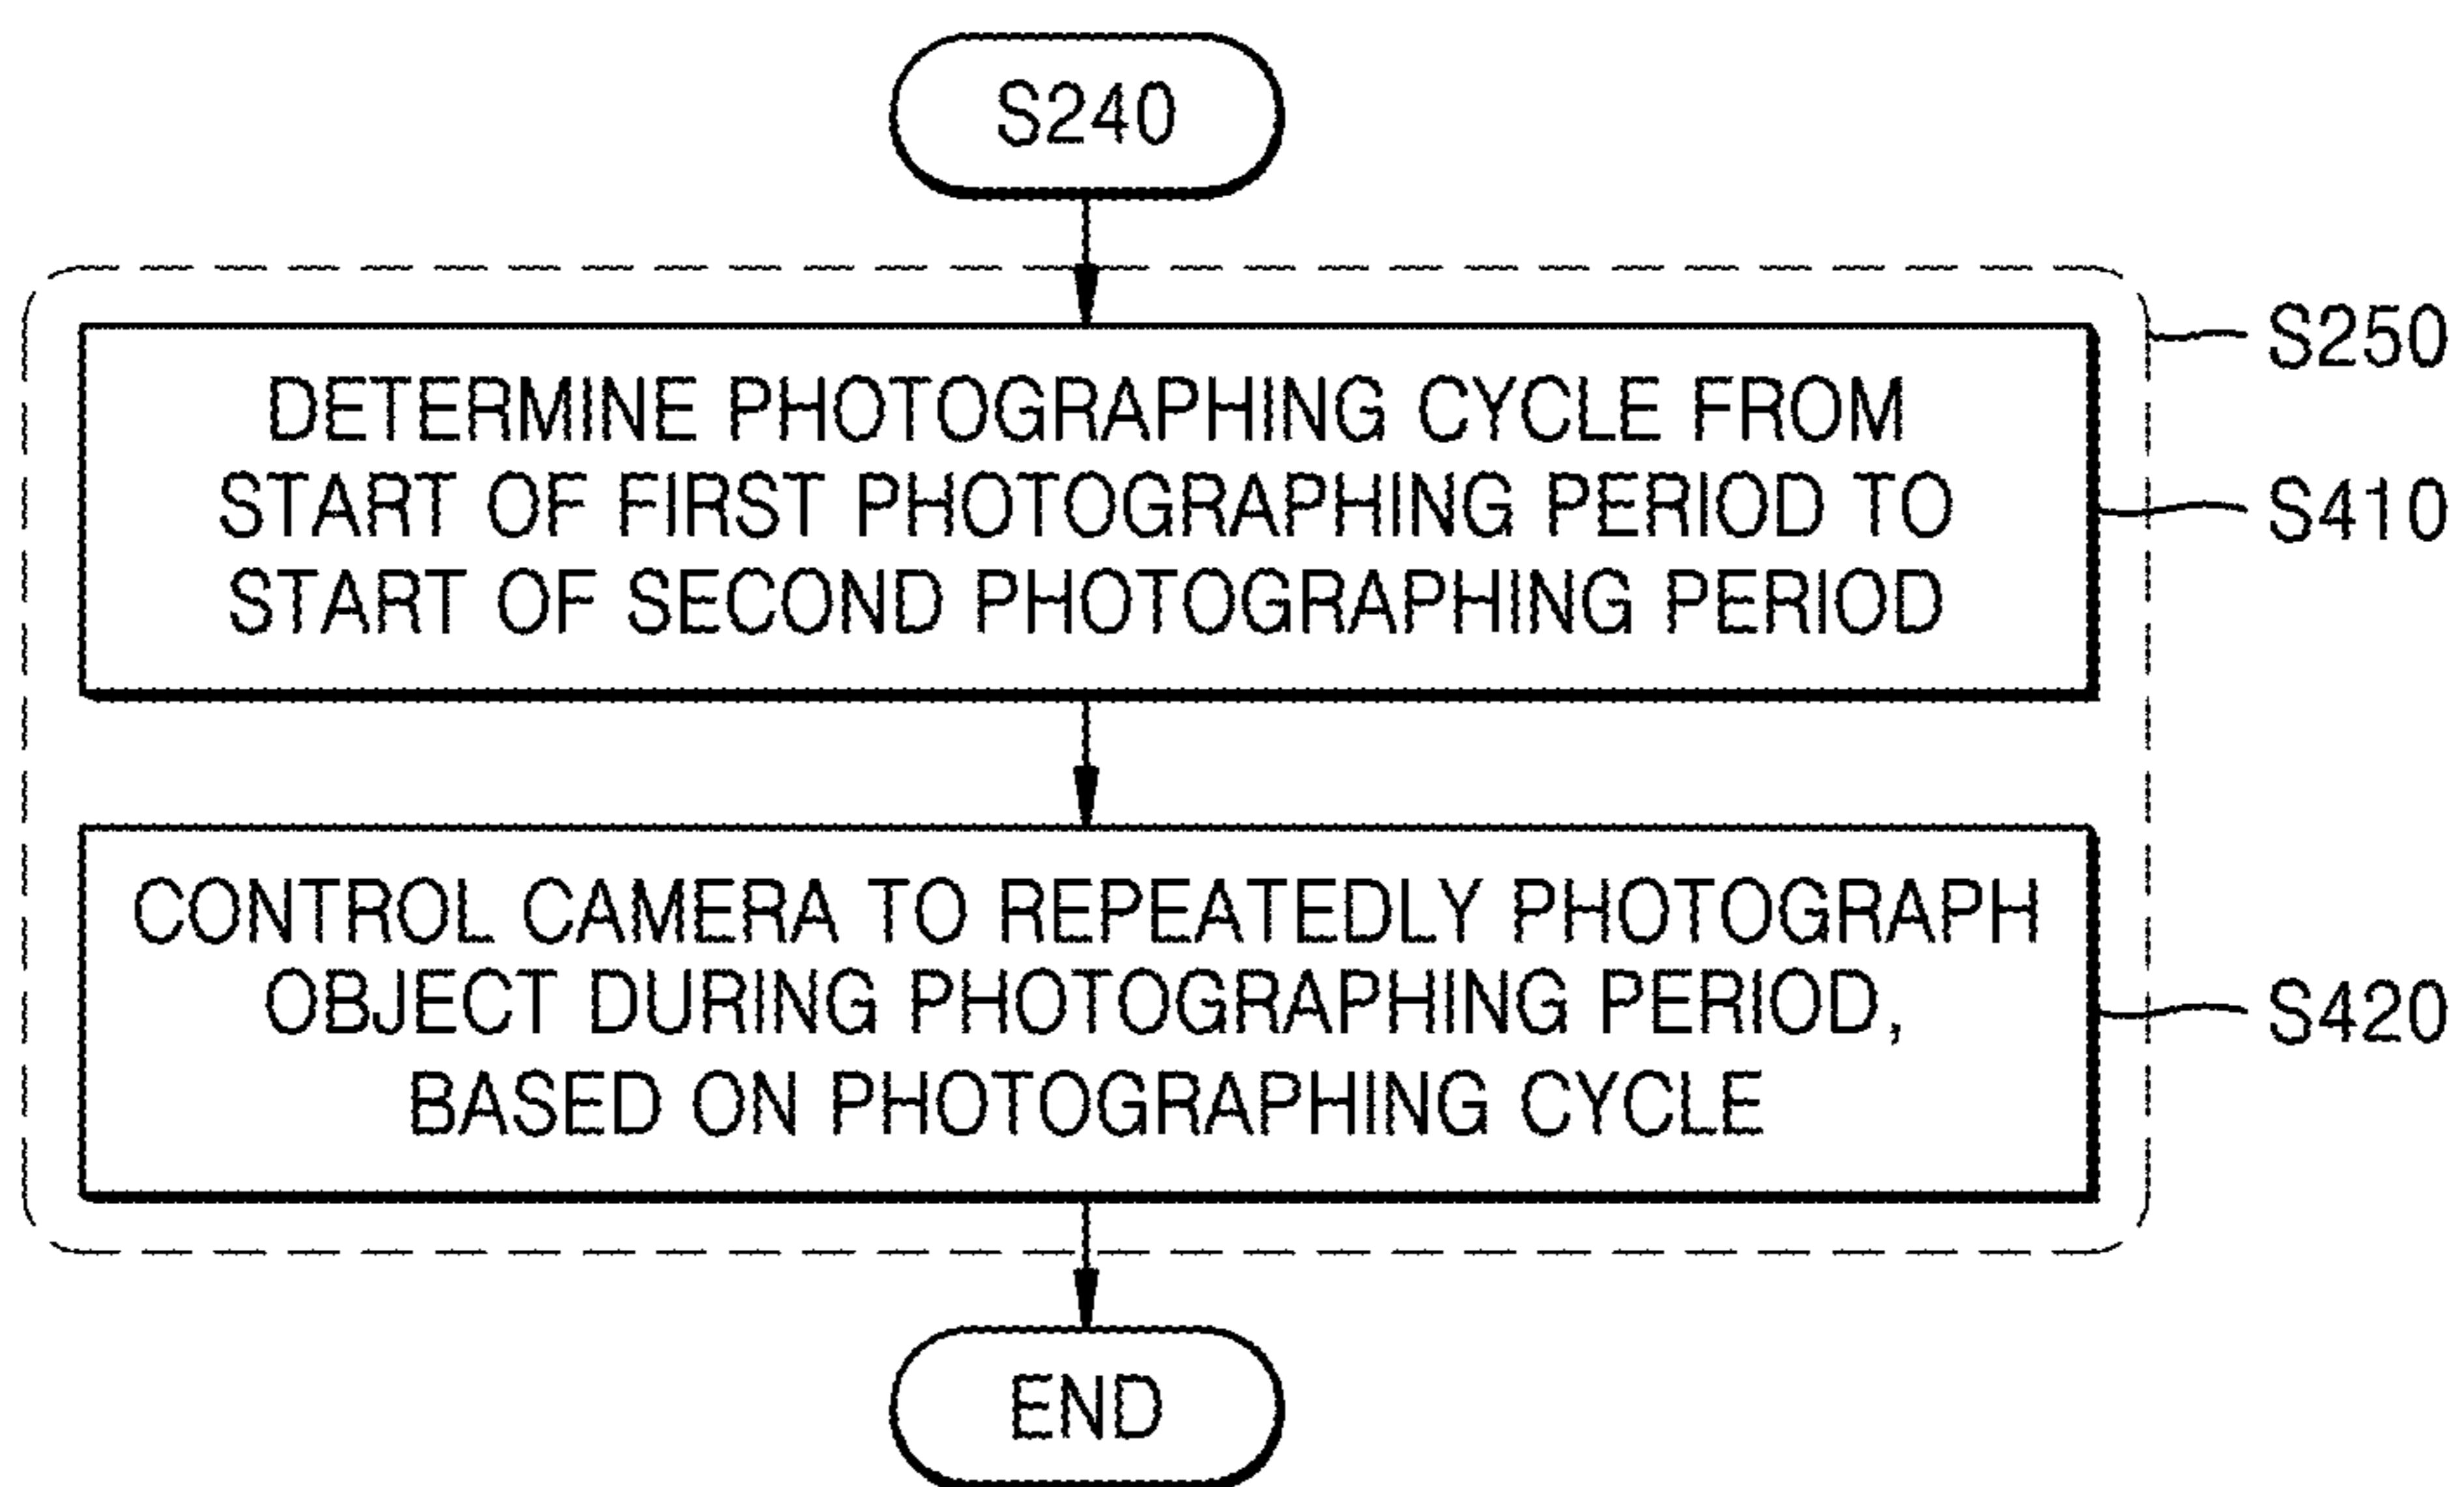 S240
S250
DETERMINE PHOTOGRAPHING CYCLE FROM
START OF FIRST PHOTOGRAPHING PERIOD TO
START OF SECOND PHOTOGRAPHING PERIOD
S410
CONTROL CAMERA TO REPEATEDLY PHOTOGRAPH
OBJECT DURING PHOTOGRAPHING PERIOD,
BASED ON PHOTOGRAPHING CYCLE
S420
END